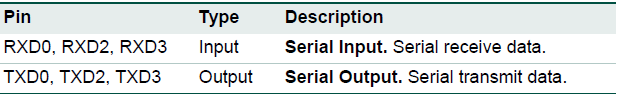 Pin Type Description
RXD0, RXD2, RXD3 Input Serial Input. Serial receive data.
TXD0, TXD2, TXD3 Output Serial Output. Serial transmit data.